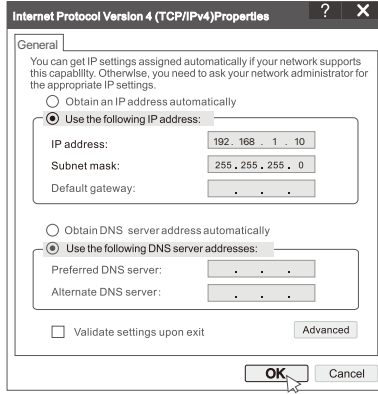 Internet Protocol Version 4 (TCP/IPv4)Properties ? X
General
You can get IP settings assigned automatically if your network supports
this capability. Otherwise, you need to ask your network administrator for
the appropriate IP settings.
Obtain an IP address automatically
Use the following IP address:
IP address: 192. 168 . 1 . 10
Subnet mask: 255 . 255 . 255 . 0
Default gateway: . . .
Obtain DNS server address automatically
Use the following DNS server addresses:
Preferred DNS server: . . .
Alternate DNS server: . . .
Validate settings upon exit Advanced
OK Cancel